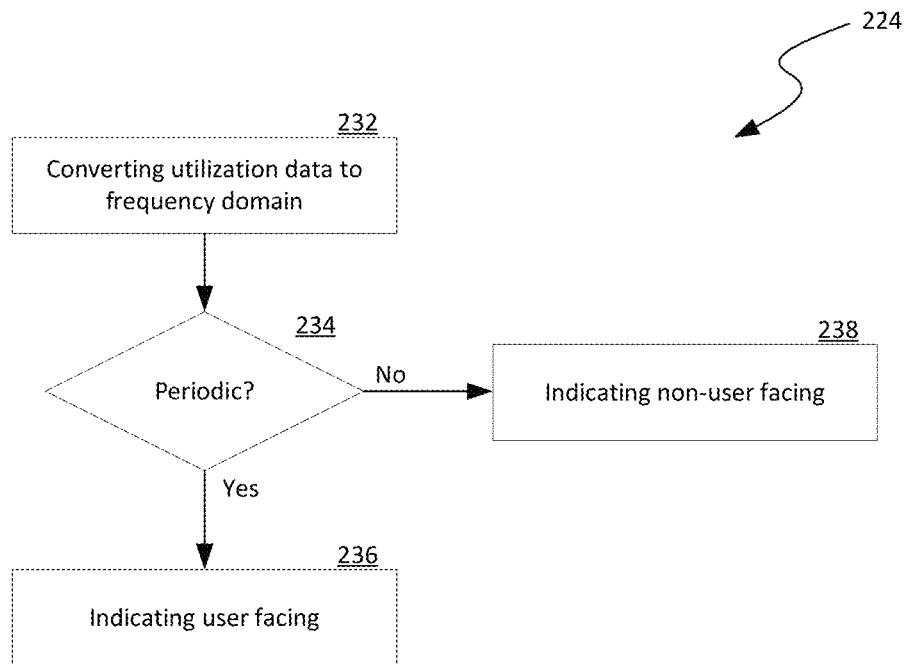 224
232
Converting utilization data to
frequency domain
234
Periodic?
No
238
Indicating non-user facing
Yes
236
Indicating user facing